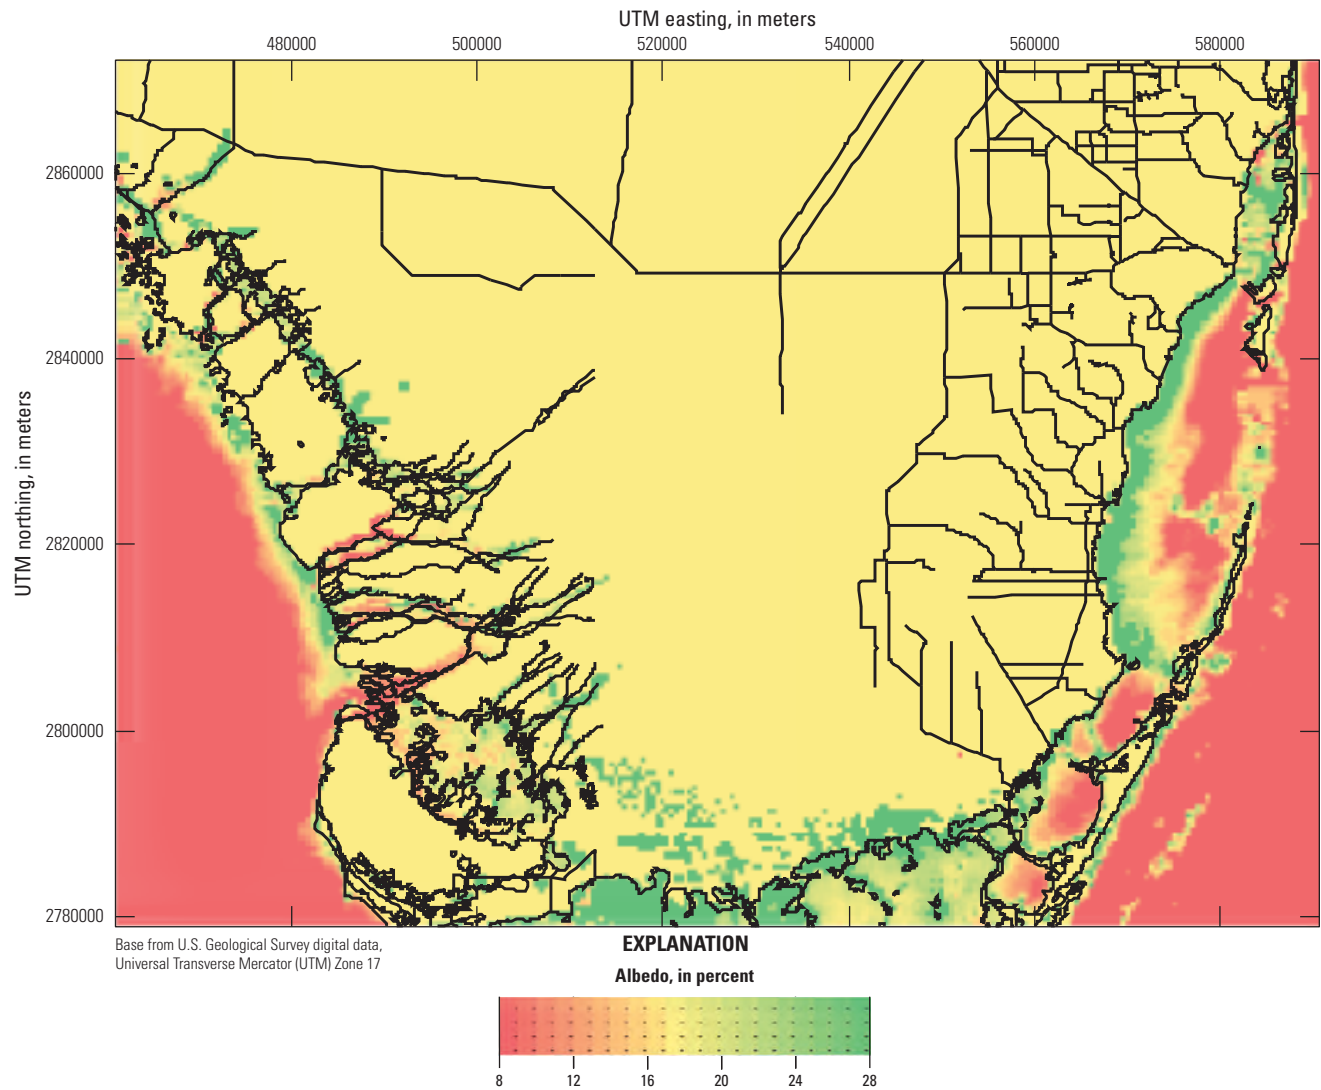 UTM easting, in meters
480000 500000 520000 540000 560000 580000
UTM northing, in meters
2860000
2840000
2820000
2800000
2780000
Base from U.S. Geological Survey digital data,
Universal Transverse Mercator (UTM) Zone 17
EXPLANATION
Albedo, in percent
8 12 16 20 24 28